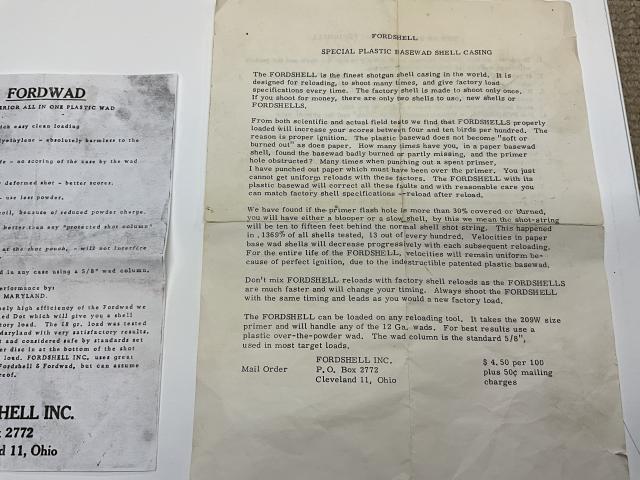 FORDWAD
ERIOR ALL IN ONE PLASTIC WAD
ich easy clean loading
lyethylene - absolutely harmless to the
fe - no scoring of the case by the wad
deformed shot - better scores.
- use less powder.
coil, because of reduced powder charge.
better than any "protected shot column"
at the shot pouch, - will not interfere
d in any case using a 5/8" wad column.
erformance by:
MARYLAND.
ely high efficiency of the Fordwad we
ed Dot which will give you a shell
tory load. The 18 gr. load was tested
Maryland with very satisfactory results,
t and considered safe by standards set
er disc is at the bottom of the shot
load. FORDSHELL INC. uses great
Fordshell & Fordwad, but can assume
reof.
SHELL INC.
x 2772
d 11, Ohio
FORDSHELL
SPECIAL PLASTIC BASEWAD SHELL CASING
The FORDSHELL is the finest shotgun shell casing in the world. It is
designed for reloading, to shoot many times, and give factory load
specifications every time. The factory shell is made to shoot only once.
If you shoot for money, there are only two shells to use, new shells or
FORDSHELLS.
From both scientific and actual field tests we find that FORDSHELLS properly
loaded will increase your scores between four and ten birds per hundred. The
reason is proper ignition. The plastic basewad does not become "soft or
burned out" as does paper. How many times have you, in a paper basewad
shell, found the basewad badly burned or partly missing, and the primer
hole obstructed? Many times when punching out a spent primer,
I have punched out paper which must have been over the primer. You just
cannot get uniform reloads with these factors. The FORDSHELL with its
plastic basewad will correct all these faults and with reasonable care you
can match factory shell specifications --reload after reload.
We have found if the primer flash hole is more than 30% covered or burned,
you will have either a blooper or a slow shell, by this we mean the shot-string
will be ten to fifteen feet behind the normal shell shot string. This happened
in .1369% of all shells tested, 13 out of every hundred. Velocities in paper
base wad shells will decrease progressively with each subsequent reloading.
For the entire life of the FORDSHELL, velocities will remain uniform be-
cause of perfect ignition, due to the indestructible patented plastic basewad.
Don't mix FORDSHELL reloads with factory shell reloads as the FORDSHELLS
are much faster and will change your timing. Always shoot the FORDSHELL
with the same timing and leads as you would a new factory load.
The FORDSHELL can be loaded on any reloading tool. It takes the 209W size
primer and will handle any of the 12 Ga. wads. For best results use a
plastic over-the-powder wad. The wad column is the standard 5/8",
used in most target loads.
Mail Order
FORDSHELL INC.
P. O. Box 2772
Cleveland 11, Ohio
$ 4.50 per 100
plus 50¢ mailing
charges